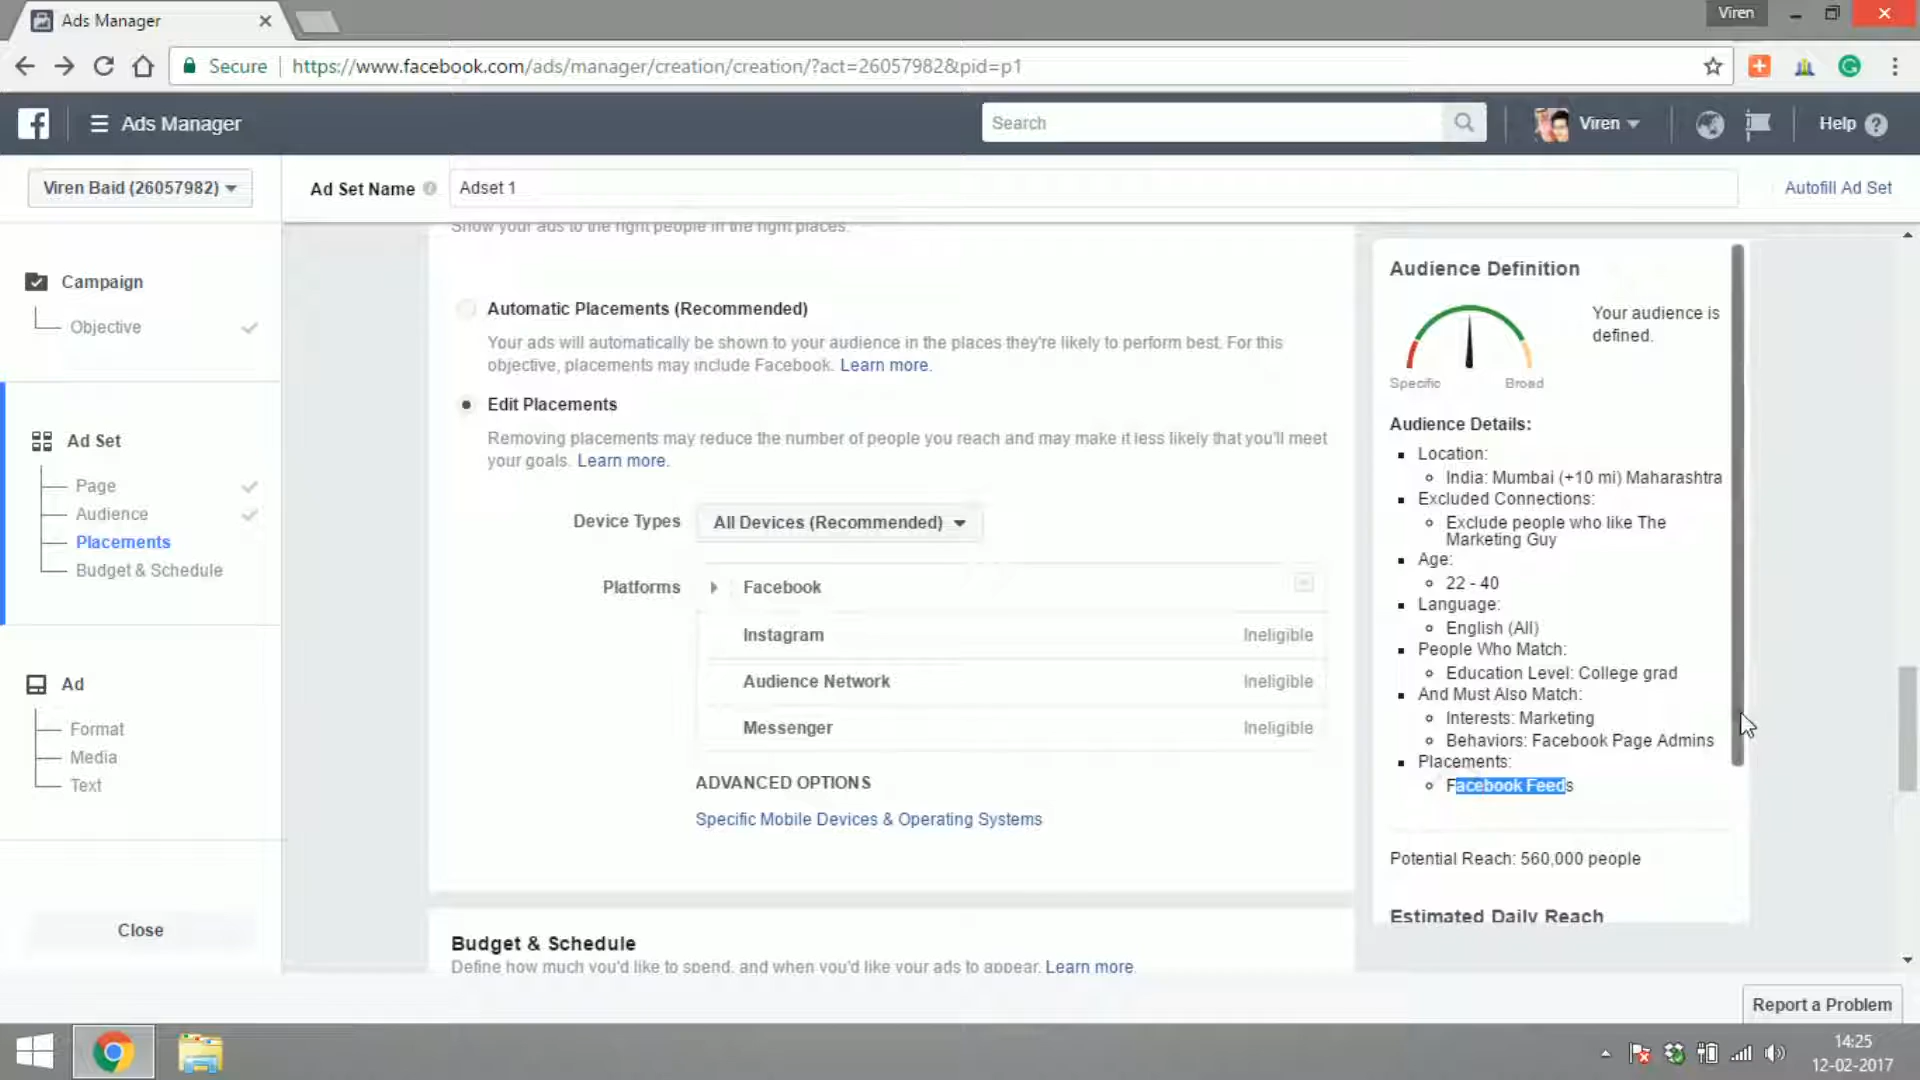 Ads Manager
Viren
Secure
https://www.facebook.com/ads/manager/creation/creation/?act=26057982&pid=p1
Ads Manager
Search
Viren
Help
Viren Baid (26057982)
Ad Set Name
Adset 1
Autofill Ad Set
Campaign
Objective
Ad Set
Page
Audience
Placements
Budget & Schedule
Ad
Format
Media
Text
Close
Show your ads to the right people in the right places.
Automatic Placements (Recommended)
Your ads will automatically be shown to your audience in the places they're likely to perform best. For this
objective, placements may include Facebook. Learn more.
Edit Placements
Removing placements may reduce the number of people you reach and may make it less likely that you'll meet
your goals. Learn more.
Device Types
All Devices (Recommended)
Platforms
Facebook
Instagram
Ineligible
Audience Network
Ineligible
Messenger
Ineligible
ADVANCED OPTIONS
Specific Mobile Devices & Operating Systems
Budget & Schedule
Define how much you'd like to spend, and when you'd like your ads to appear. Learn more.
Audience Definition
Your audience is
defined.
Specific
Broad
Audience Details:
Location:
India: Mumbai (+10 mi) Maharashtra
Excluded Connections:
Exclude people who like The
Marketing Guy
Age:
22 - 40
Language:
English (All)
People Who Match:
Education Level: College grad
And Must Also Match:
Interests: Marketing
Behaviors: Facebook Page Admins
Placements:
Facebook Feeds
Potential Reach: 560,000 people
Estimated Daily Reach
Report a Problem
14:25
12-02-2017